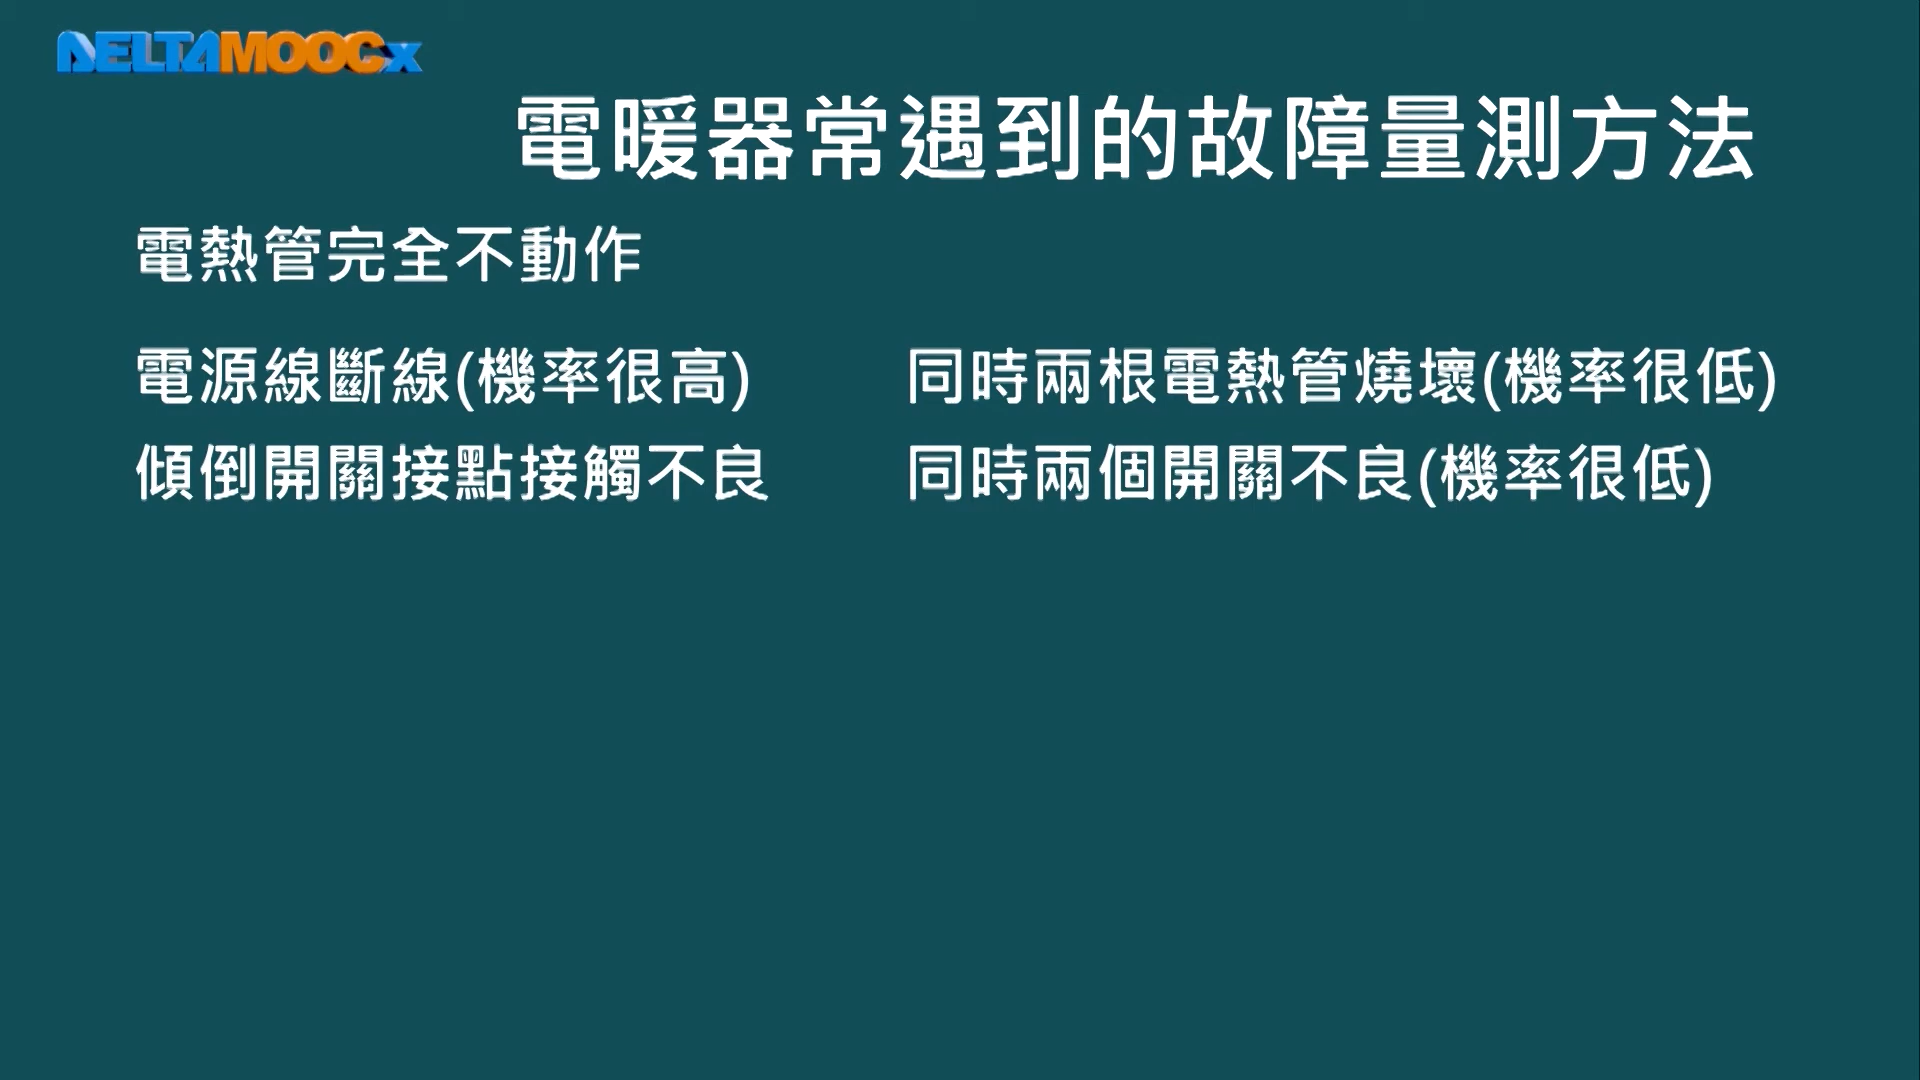 DELTAMOOCx
電暖器常遇到的故障量測方法
電熱管完全不動作
電源線斷線(機率很高)
同時兩根電熱管燒壞(機率很低)
傾倒開關接點接觸不良
同時兩個開關不良(機率很低)